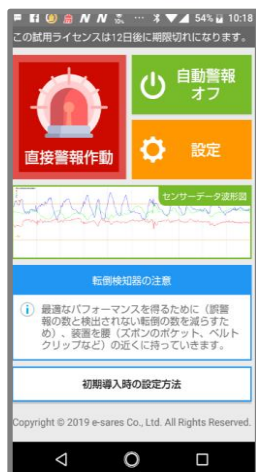 54% 10:18
この試用ライセンスは12日後に期限切れになります。
直接警報作動
自動警報
オフ
設定
センサーデータ波形図
転倒検知器の注意
最適なパフォーマンスを得るために（誤警
報の数と検出されない転倒の数を減らすた
め）、装置を腰（ズボンのポケット、ベルト
クリップなど）の近くに持っていきます。
初期導入時の設定方法
Copyright © 2019 e-sares Co., Ltd. All Rights Reserved.